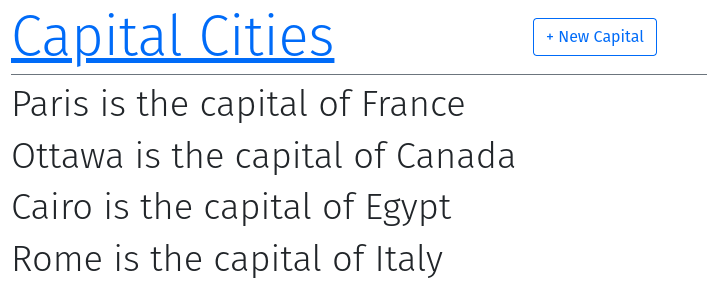 Capital Cities
+ New Capital
Paris is the capital of France
Ottawa is the capital of Canada
Cairo is the capital of Egypt
Rome is the capital of Italy